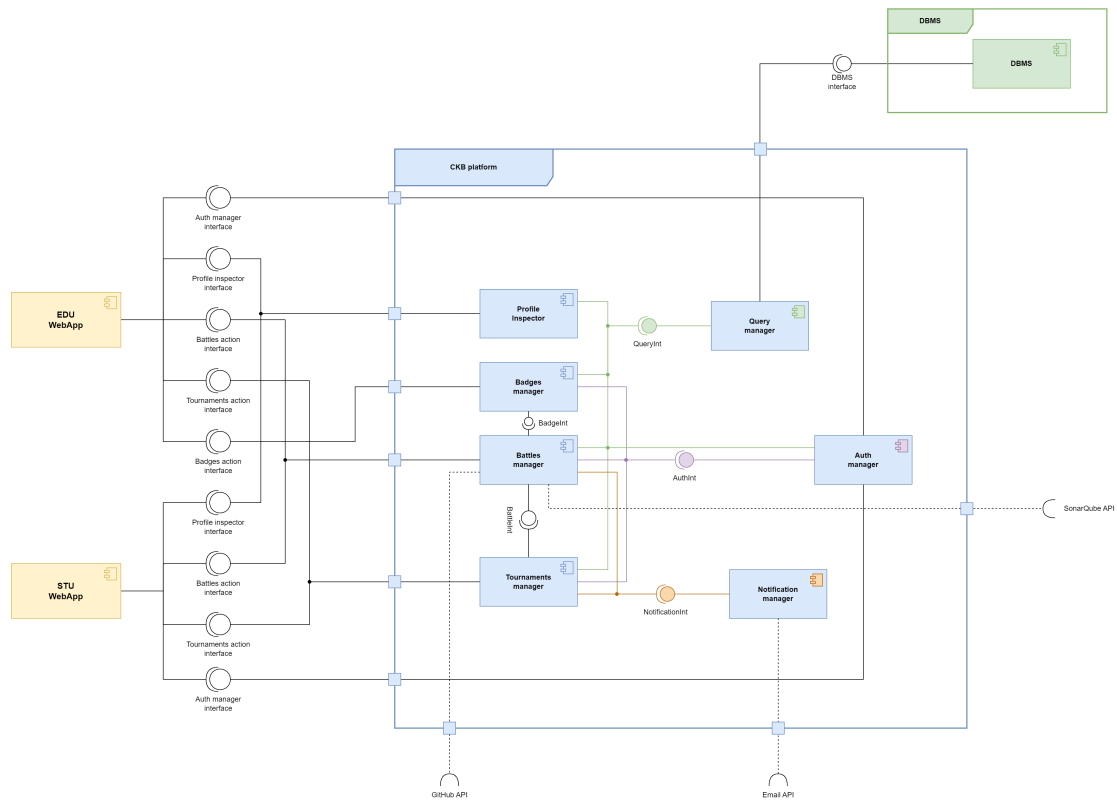 DBMS
DBMS
DBMS
interface
CKB platform
Auth manager
interface
Profile inspector
interface
EDU
WebApp
Battles action
interface
Tournaments action
interface
Badges action
interface
Profile
Inspector
QueryInt
Query
manager
Badges
manager
BadgeInt
Battles
manager
AuthInt
Auth
manager
BattleInt
SonarQube API
Profile inspector
interface
STU
WebApp
Battles action
interface
Tournaments action
interface
Auth manager
interface
Tournaments
manager
NotificationInt
Notification
manager
GitHub API
Email API